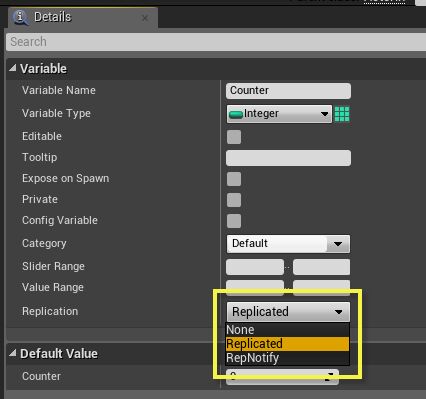 Details
Search
Variable
Variable Name Counter
Variable Type Integer
Editable
Tooltip
Expose on Spawn
Private
Config Variable
Category Default
Slider Range ..
Value Range ..
Replication Replicated
None
Replicated
RepNotify
Default Value
Counter